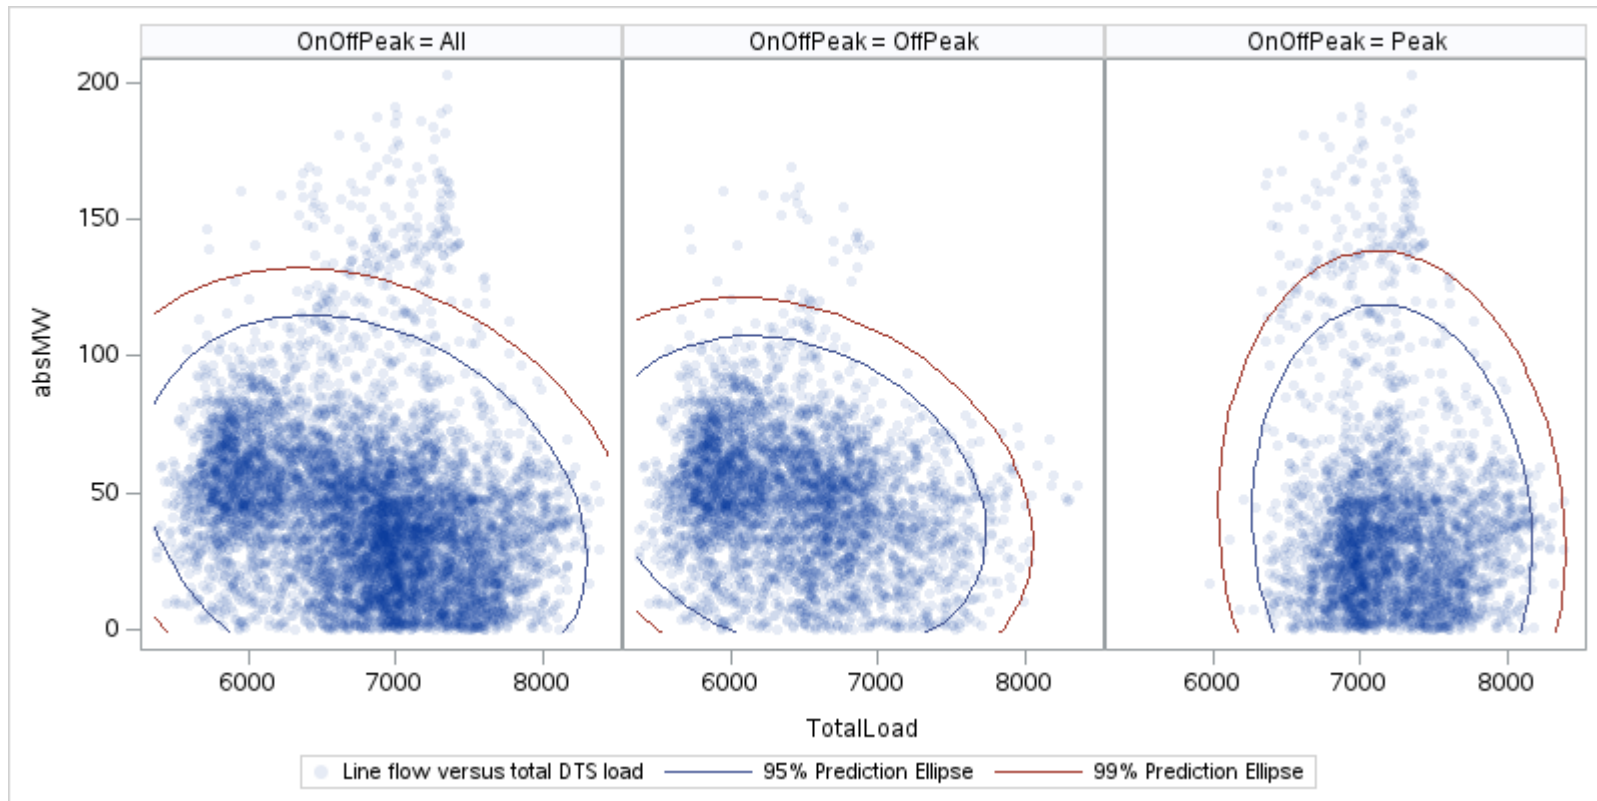 OnOffPeak = All
OnOffPeak = OffPeak
OnOffPeak = Peak
200
150
100
50
0
absMW
6000 7000 8000
6000 7000 8000
6000 7000 8000
TotalLoad
Line flow versus total DTS load
95% Prediction Ellipse
99% Prediction Ellipse